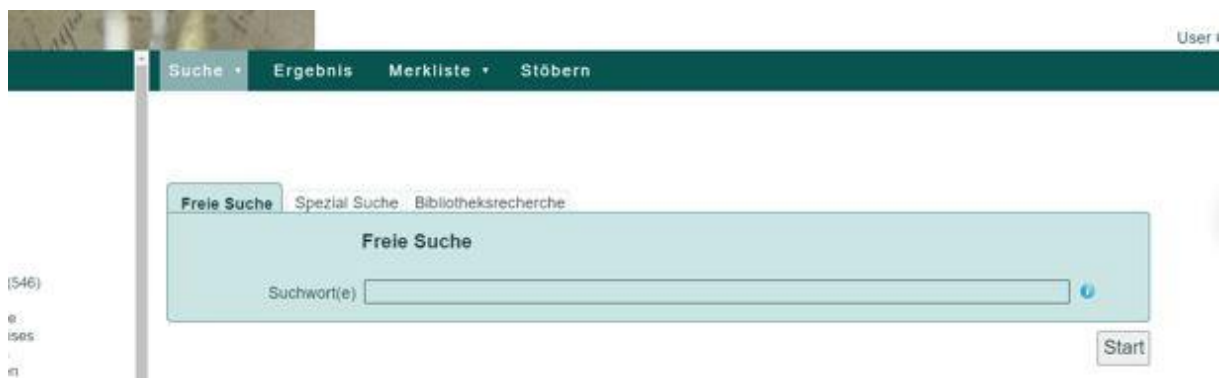 User
Suche Ergebnis Merkliste Stöbern
Freie Suche Spezial Suche Bibliotheksrecherche
Freie Suche
(546)
Suchwort(e)
Start